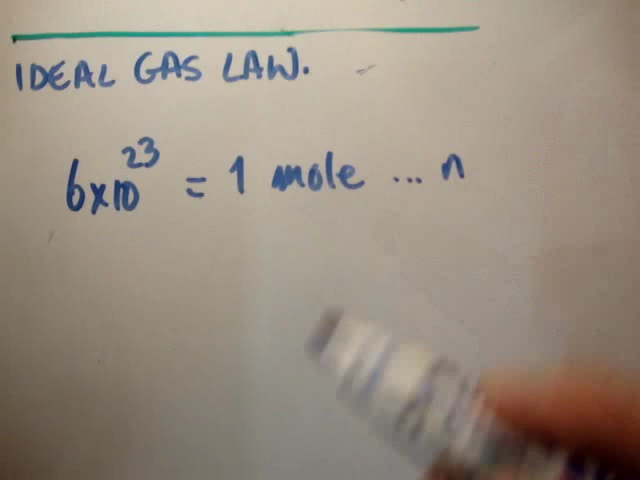 IDEAL GAS LAW.
6x10²³ = 1 mole ... n